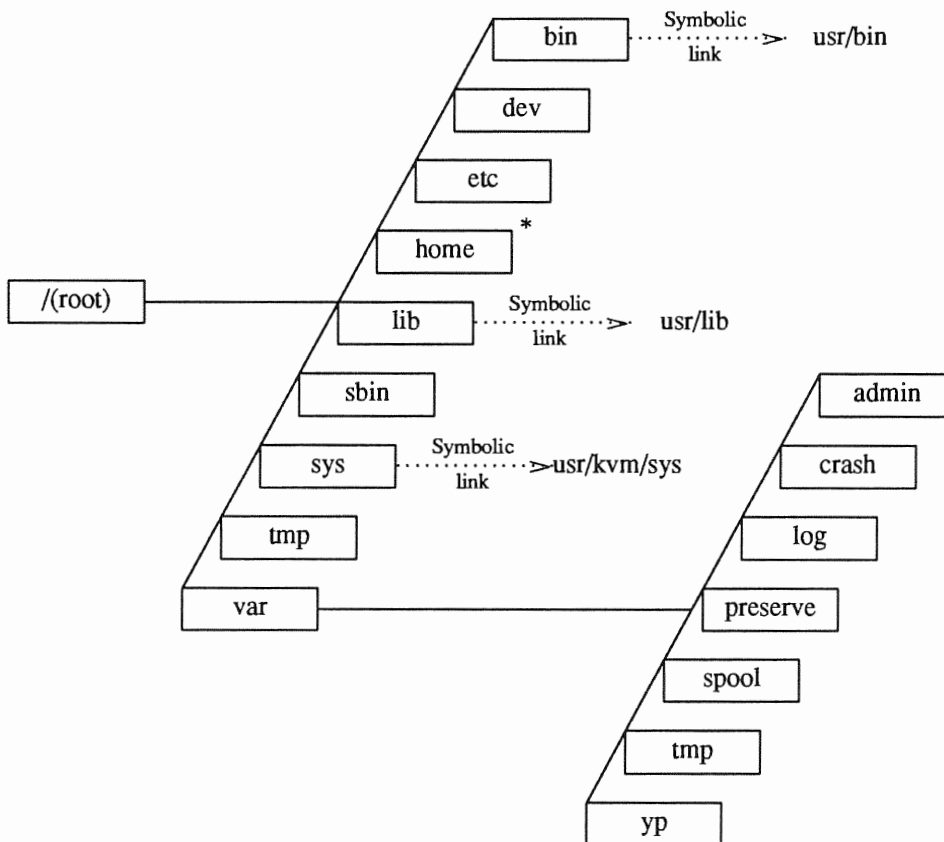 bin
Symbolic
link
usr/bin
dev
etc
home
*
/(root)
lib
Symbolic
link
usr/lib
sbin
admin
sys
Symbolic
link
usr/kvm/sys
crash
tmp
log
var
preserve
spool
tmp
yp